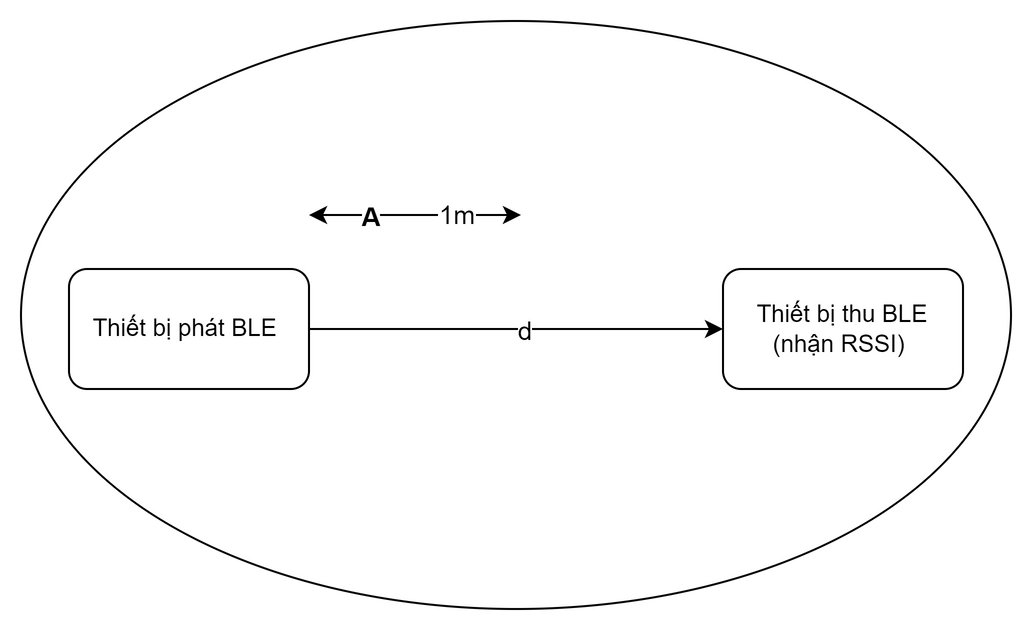 A 1m
Thiết bị phát BLE
d
Thiết bị thu BLE
(nhận RSSI)